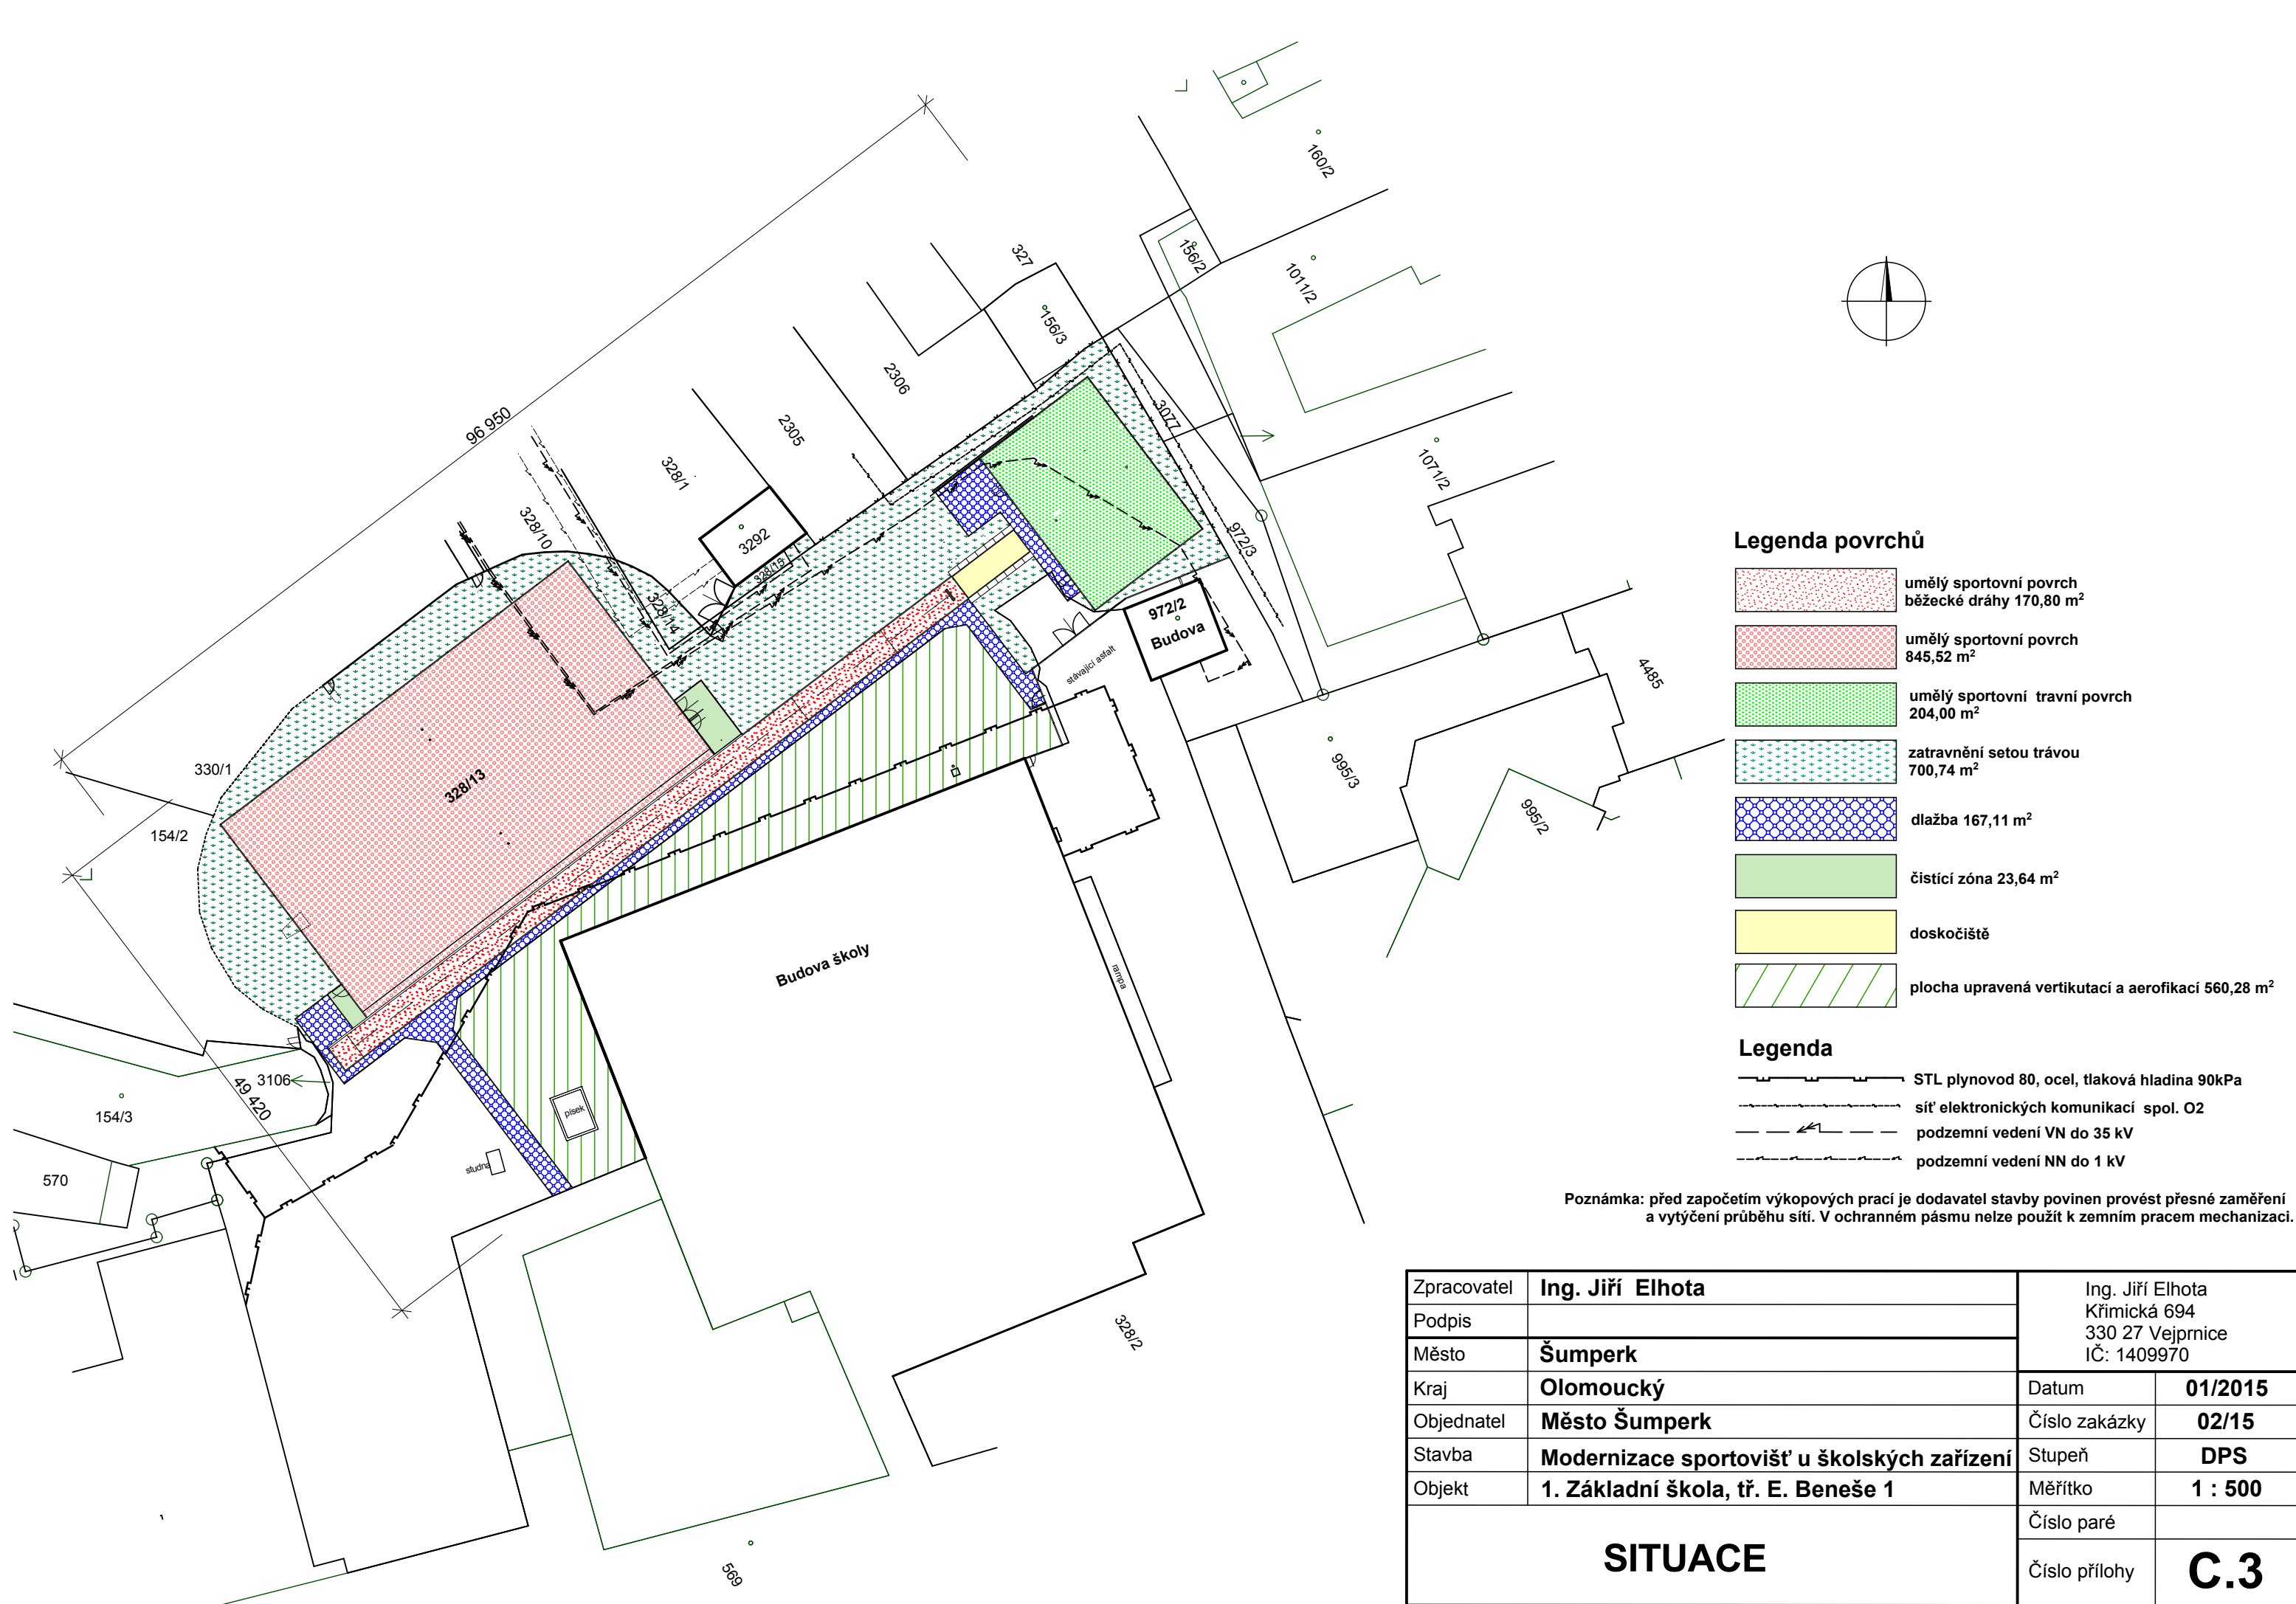 160/2
327
156/2
1011/2
156/3
96 950
2306
2305
3077
328/1
1071/2
328/10
3292
972/3
328/15
328/14
972/2
Budova
stávající asfalt
4485
330/1
328/13
995/3
154/2
995/2
Budova školy
rampa
3106
49 420
154/3
písek
studna
570
328/2
569
Legenda povrchů
umělý sportovní povrch
běžecké dráhy 170,80 m²
umělý sportovní povrch
845,52 m²
umělý sportovní travní povrch
204,00 m²
zatravnění setou trávou
700,74 m²
dlažba 167,11 m²
čistící zóna 23,64 m²
doskočiště
plocha upravená vertikutací a aerofikací 560,28 m²
Legenda
STL plynovod 80, ocel, tlaková hladina 90kPa
síť elektronických komunikací spol. O2
podzemní vedení VN do 35 kV
podzemní vedení NN do 1 kV
Poznámka: před započetím výkopových prací je dodavatel stavby povinen provést přesné zaměření
a vytýčení průběhu sítí. V ochranném pásmu nelze použít k zemním pracem mechanizaci.
Zpracovatel Ing. Jiří Elhota
Podpis
Město Šumperk
Kraj Olomoucký
Objednatel Město Šumperk
Stavba Modernizace sportovišť u školských zařízení
Objekt 1. Základní škola, tř. E. Beneše 1
SITUACE
Ing. Jiří Elhota
Křimická 694
330 27 Vejprnice
IČ: 1409970
Datum 01/2015
Číslo zakázky 02/15
Stupeň DPS
Měřítko 1 : 500
Číslo paré
Číslo přílohy C.3